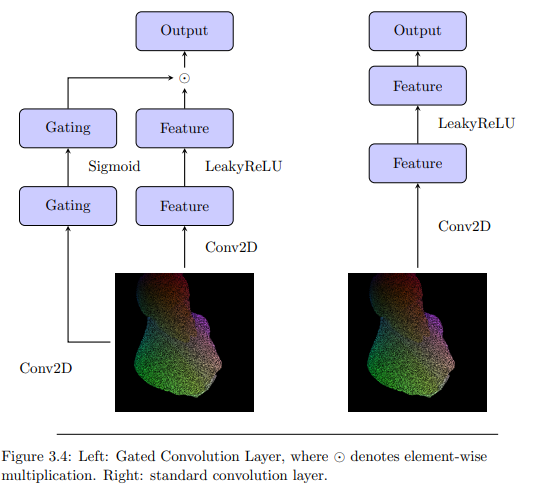 Output
Output
⊙
Feature
Gating
Feature
LeakyReLU
Sigmoid
LeakyReLU
Feature
Gating
Feature
Conv2D
Conv2D
Conv2D
Figure 3.4: Left: Gated Convolution Layer, where ⊙ denotes element-wise
multiplication. Right: standard convolution layer.